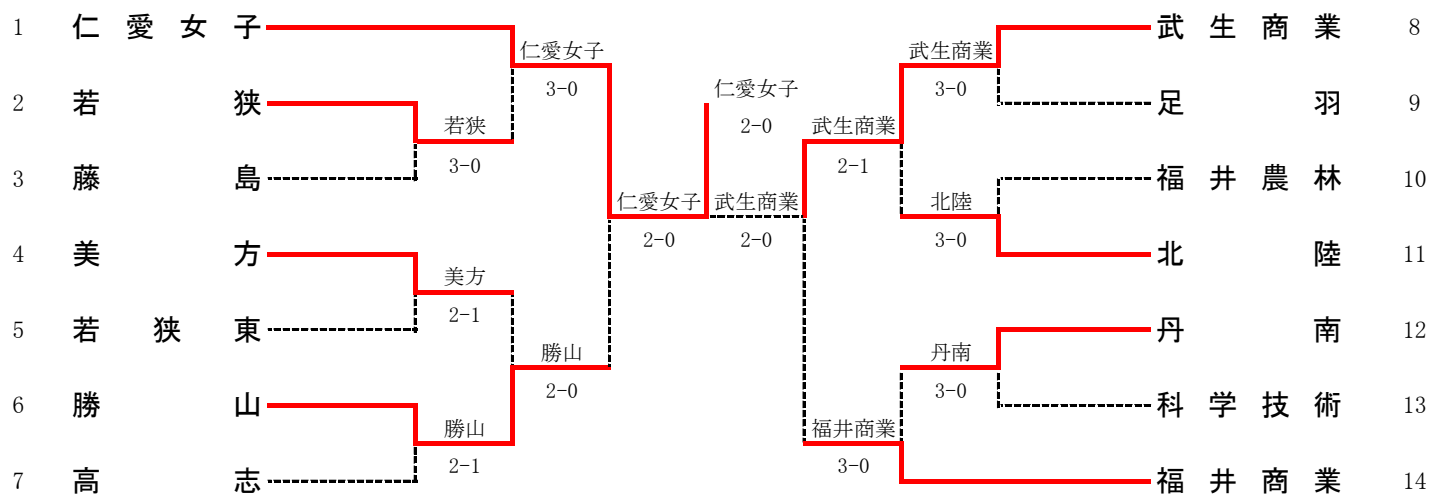 1 仁愛女子
2 若狭
3 藤島
4 美方
5 若狭東
6 勝山
7 高志
若狭
3-0
美方
2-1
勝山
2-1
仁愛女子
3-0
勝山
2-0
仁愛女子
2-0
仁愛女子
2-0
武生商業
2-0
武生商業
2-1
福井商業
3-0
武生商業
3-0
北陸
3-0
丹南
3-0
武生商業 8
足羽 9
福井農林 10
北陸 11
丹南 12
科学技術 13
福井商業 14